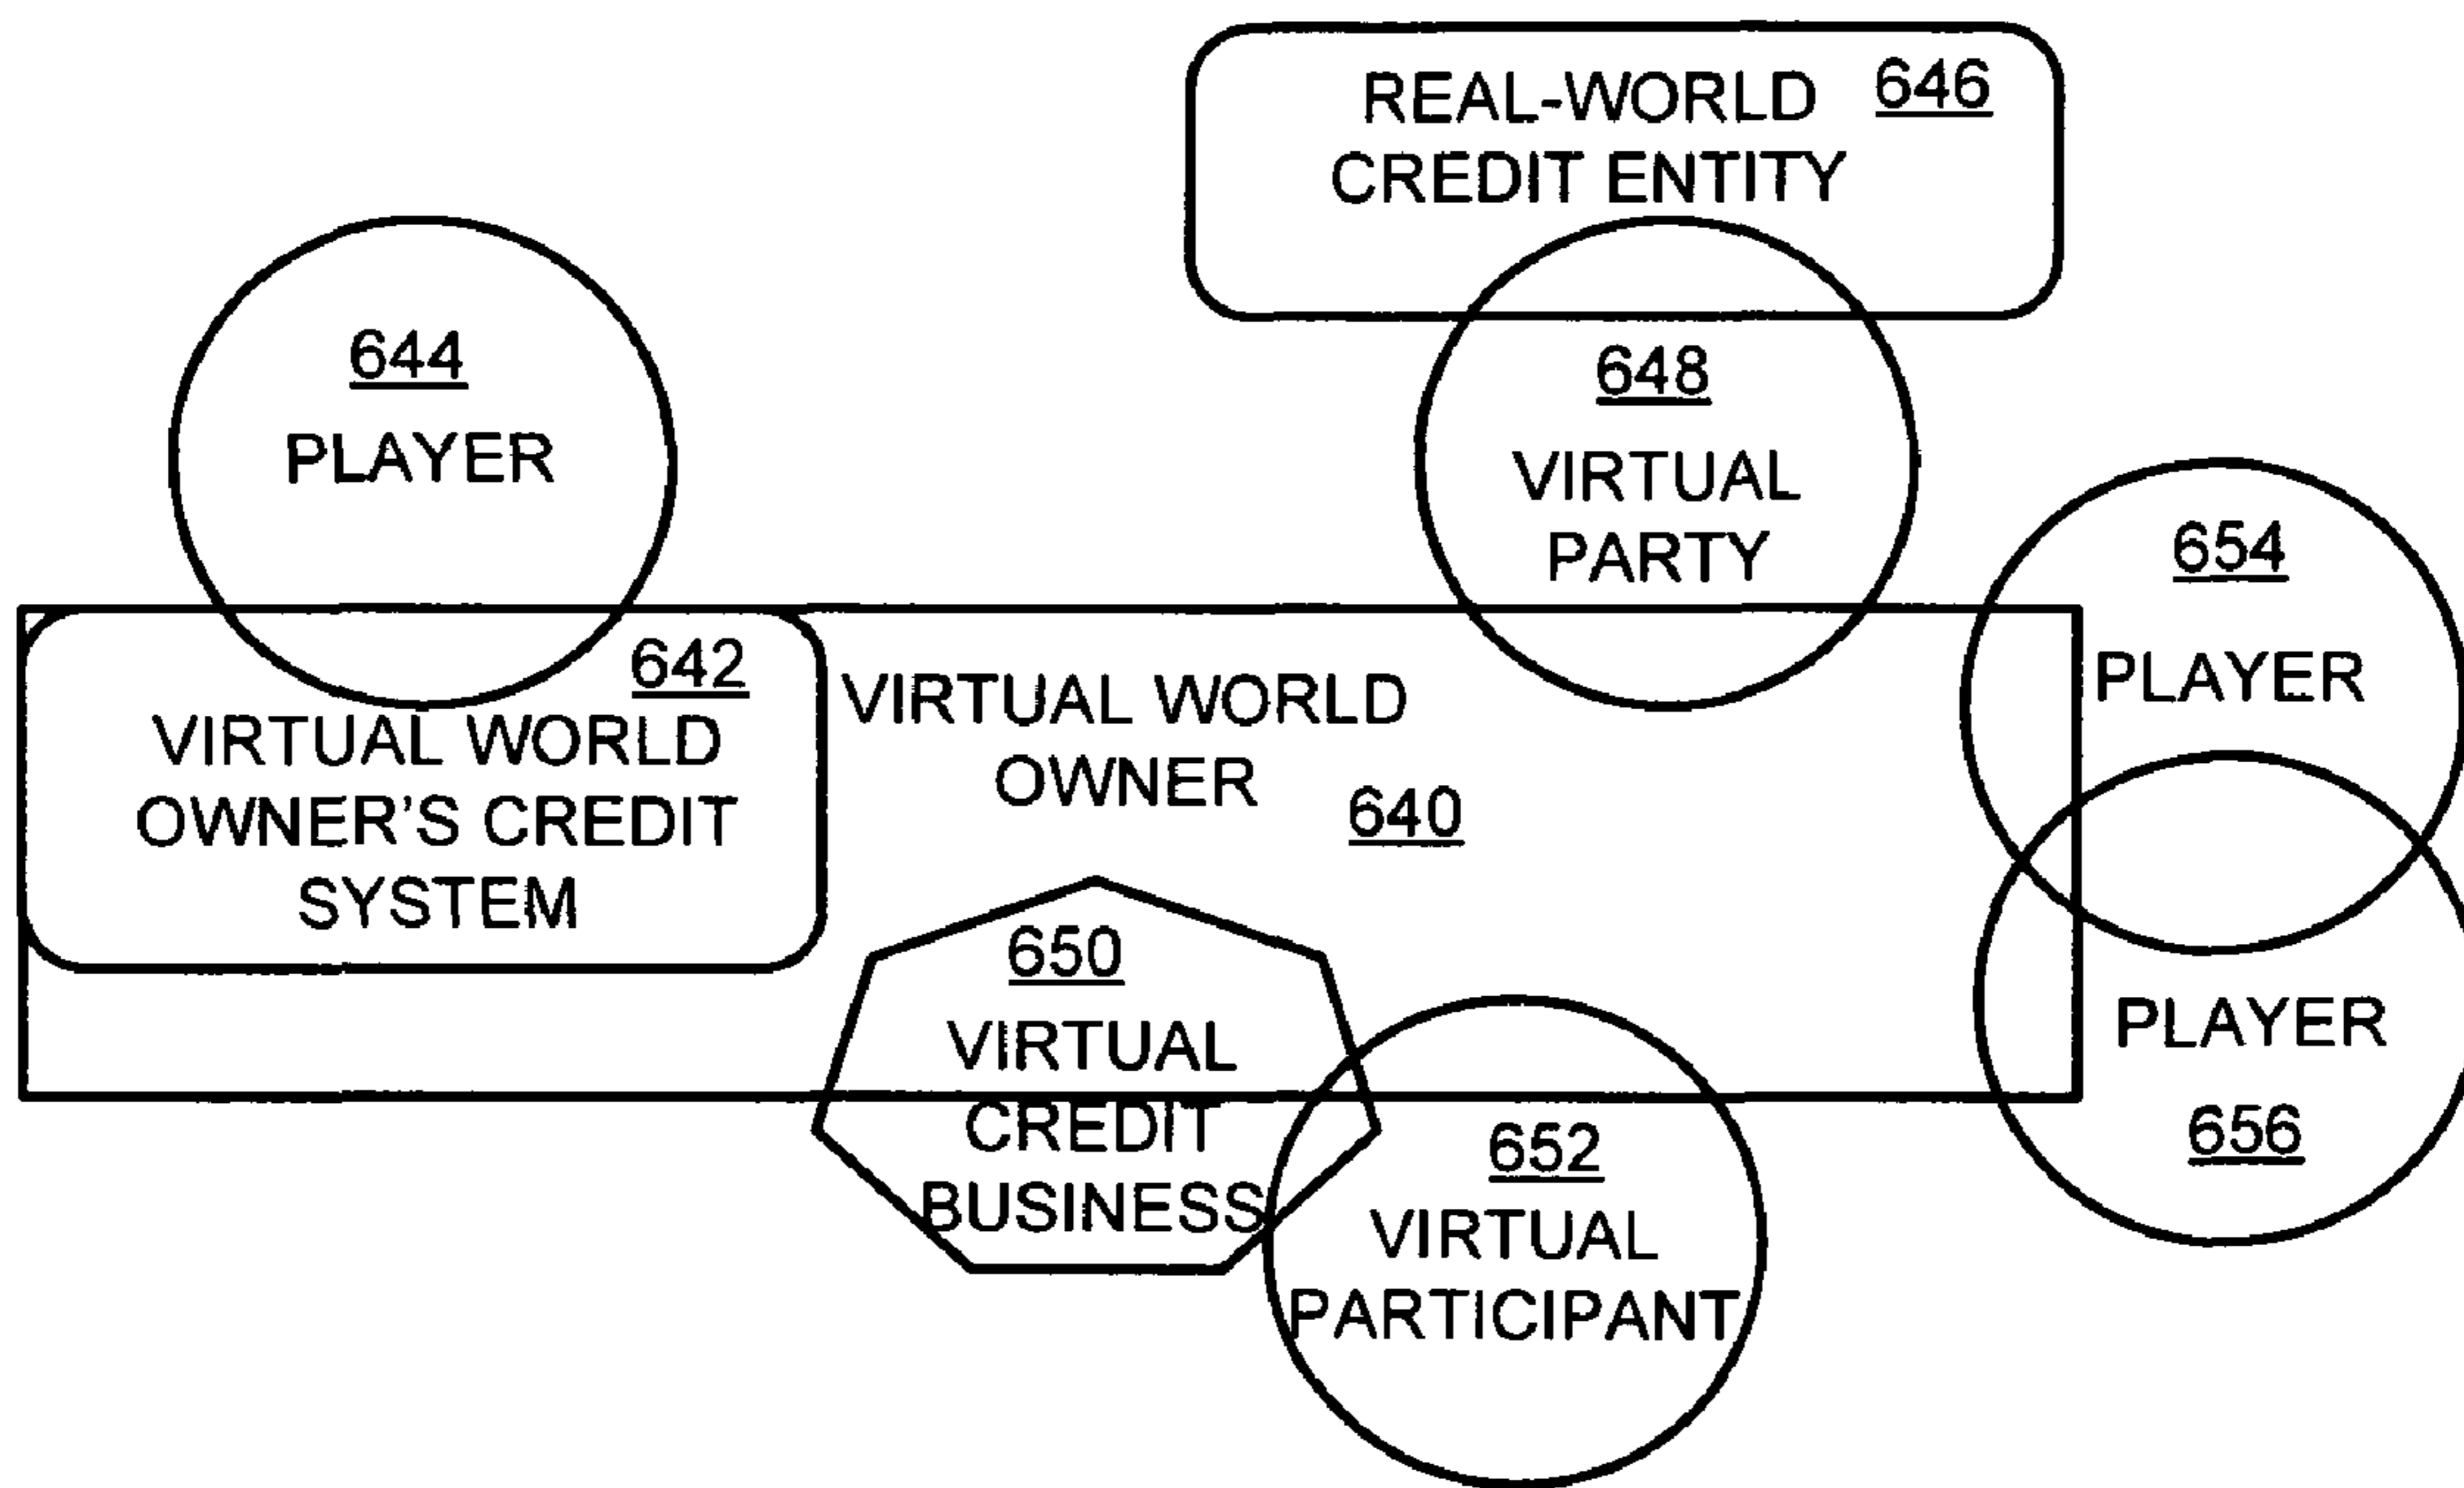 REAL-WORLD 646
CREDIT ENTITY
644
PLAYER
648
VIRTUAL
PARTY
654
PLAYER
642
VIRTUAL WORLD
OWNER'S CREDIT
SYSTEM
VIRTUAL WORLD
OWNER
640
650
VIRTUAL
CREDIT
BUSINESS
652
VIRTUAL
PARTICIPANT
PLAYER
656